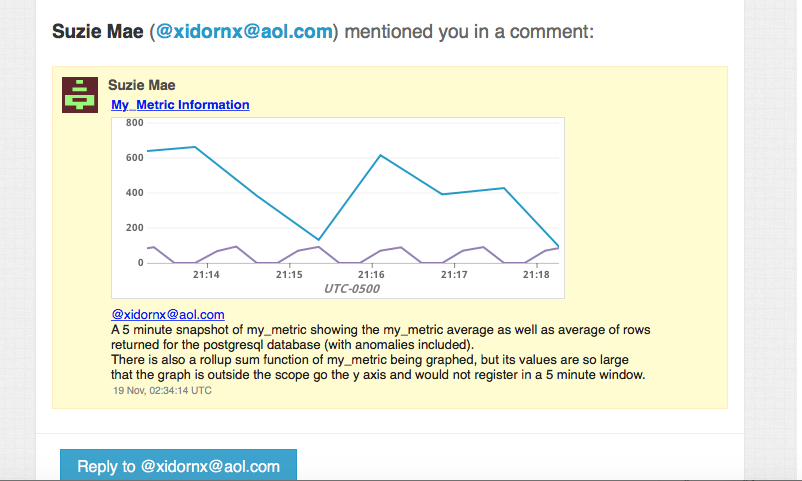 Suzie Mae (@xidornx@aol.com) mentioned you in a comment:
Suzie Mae
My_Metric Information
800
600
400
200
0
21:14 21:15 21:16 21:17 21:18
UTC-0500
@xidornx@aol.com
A 5 minute snapshot of my_metric showing the my_metric average as well as average of rows
returned for the postgresql database (with anomalies included).
There is also a rollup sum function of my_metric being graphed, but its values are so large
that the graph is outside the scope go the y axis and would not register in a 5 minute window.
19 Nov, 02:34:14 UTC
Reply to @xidornx@aol.com